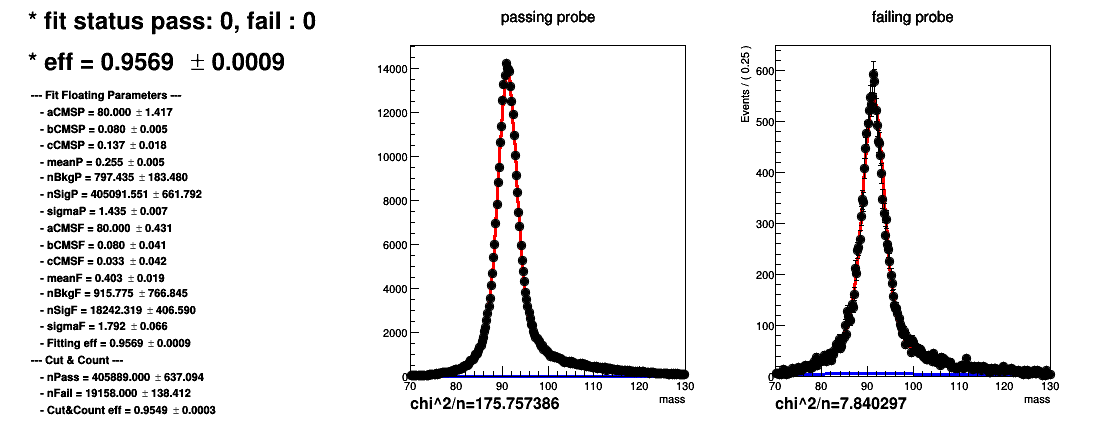 * fit status pass: 0, fail : 0
* eff = 0.9569 ± 0.0009
--- Fit Floating Parameters ---
- aCMSP = 80.000 ± 1.417
- bCMSP = 0.080 ± 0.005
- cCMSP = 0.137 ± 0.018
- meanP = 0.255 ± 0.005
- nBkgP = 797.435 ± 183.480
- nSigP = 405091.551 ± 661.792
- sigmaP = 1.435 ± 0.007
- aCMSF = 80.000 ± 0.431
- bCMSF = 0.080 ± 0.041
- cCMSF = 0.033 ± 0.042
- meanF = 0.403 ± 0.019
- nBkgF = 915.775 ± 766.845
- nSigF = 18242.319 ± 406.590
- sigmaF = 1.792 ± 0.066
- Fitting eff = 0.9569 ± 0.0009
--- Cut & Count ---
- nPass = 405889.000 ± 637.094
- nFail = 19158.000 ± 138.412
- Cut&Count eff = 0.9549 ± 0.0003
passing probe
14000
12000
10000
8000
6000
4000
2000
0
70 80 90 100 110 120 130
mass
chi^2/n=175.757386
failing probe
Events / ( 0.25 )
600
500
400
300
200
100
0
70 80 90 100 110 120 130
mass
chi^2/n=7.840297